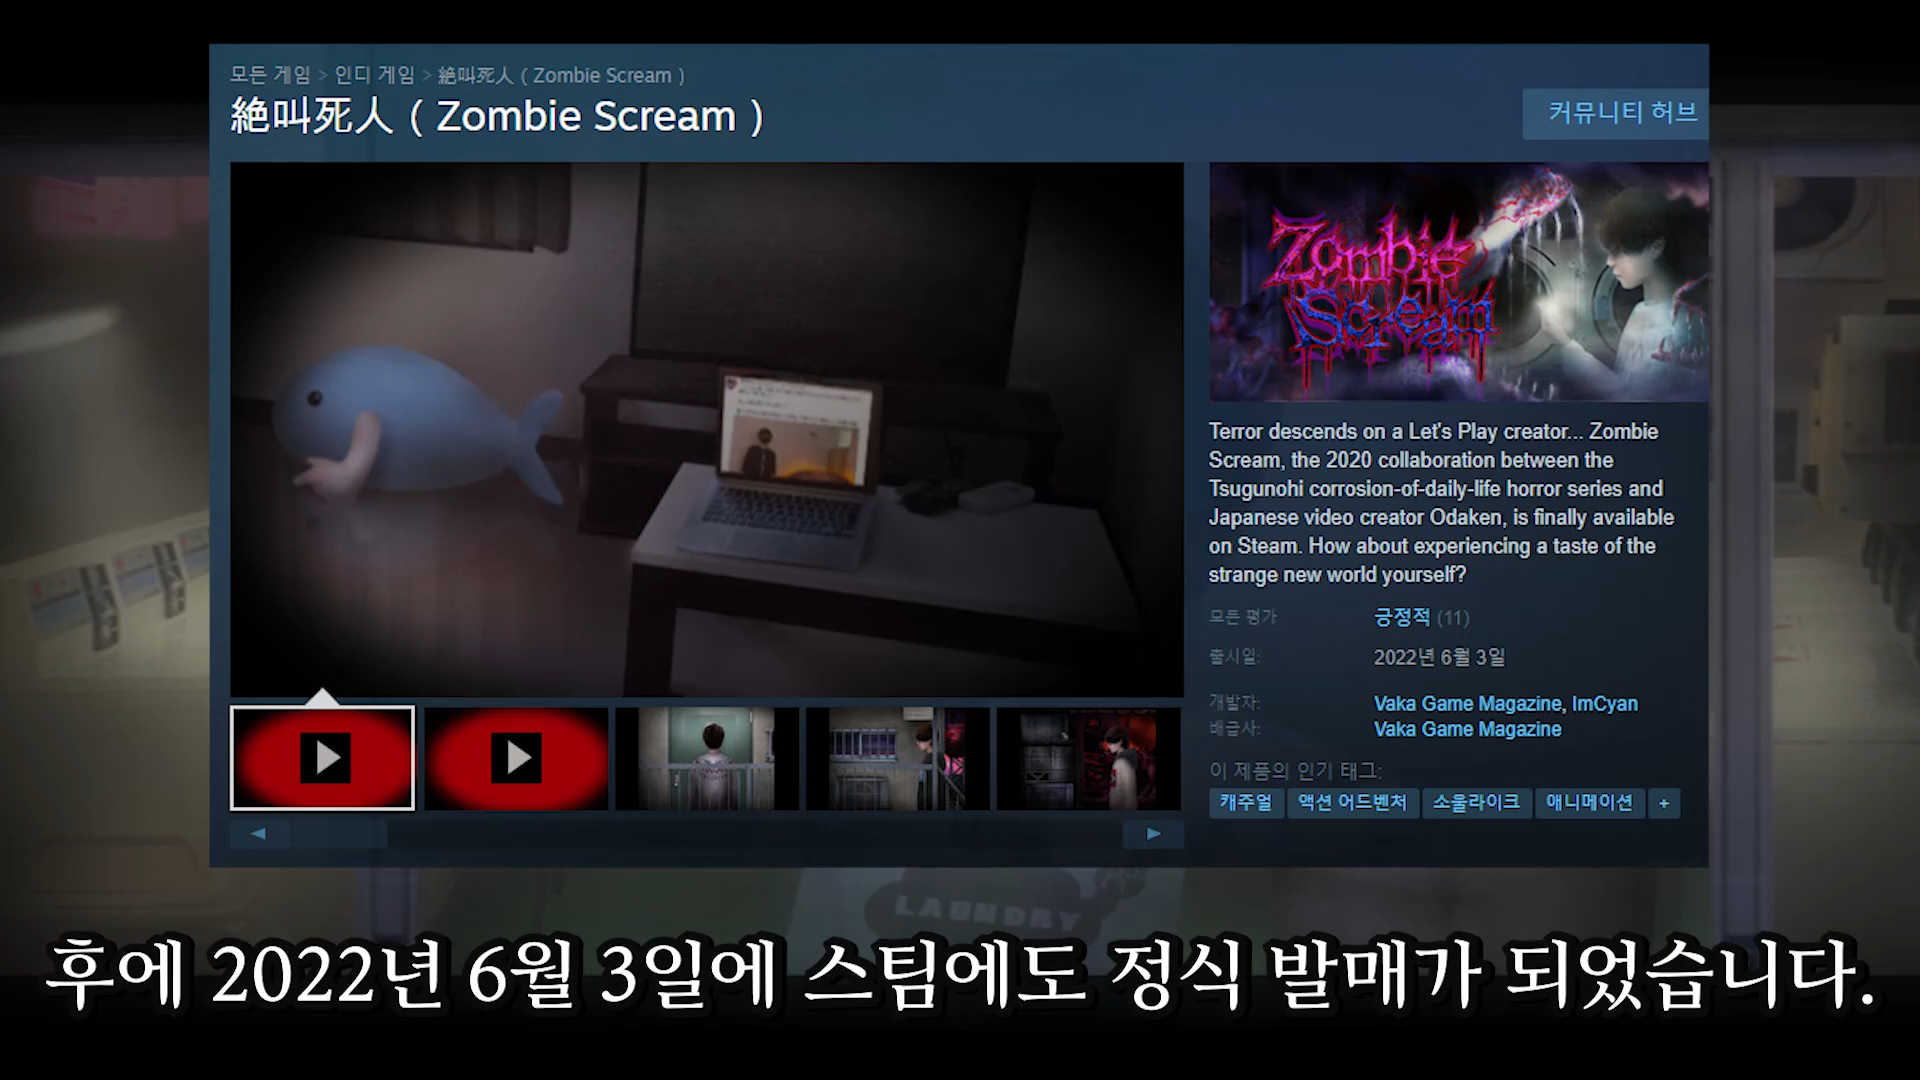 모든 게임 > 인디 게임 > 絶叫死人 ( Zombie Scream )
絶叫死人 ( Zombie Scream )
커뮤니티 허브
Zombie
Scream
Terror descends on a Let's Play creator... Zombie
Scream, the 2020 collaboration between the
Tsugunohi corrosion-of-daily-life horror series and
Japanese video creator Odaken, is finally available
on Steam. How about experiencing a taste of the
strange new world yourself?
모든 평가 긍정적 (11)
출시일: 2022년 6월 3일
개발자: Vaka Game Magazine, ImCyan
배급사: Vaka Game Magazine
이 제품의 인기 태그:
캐주얼 액션 어드벤처 소울라이크 애니메이션 +
LAUNDRY
후에 2022년 6월 3일에 스팀에도 정식 발매가 되었습니다.